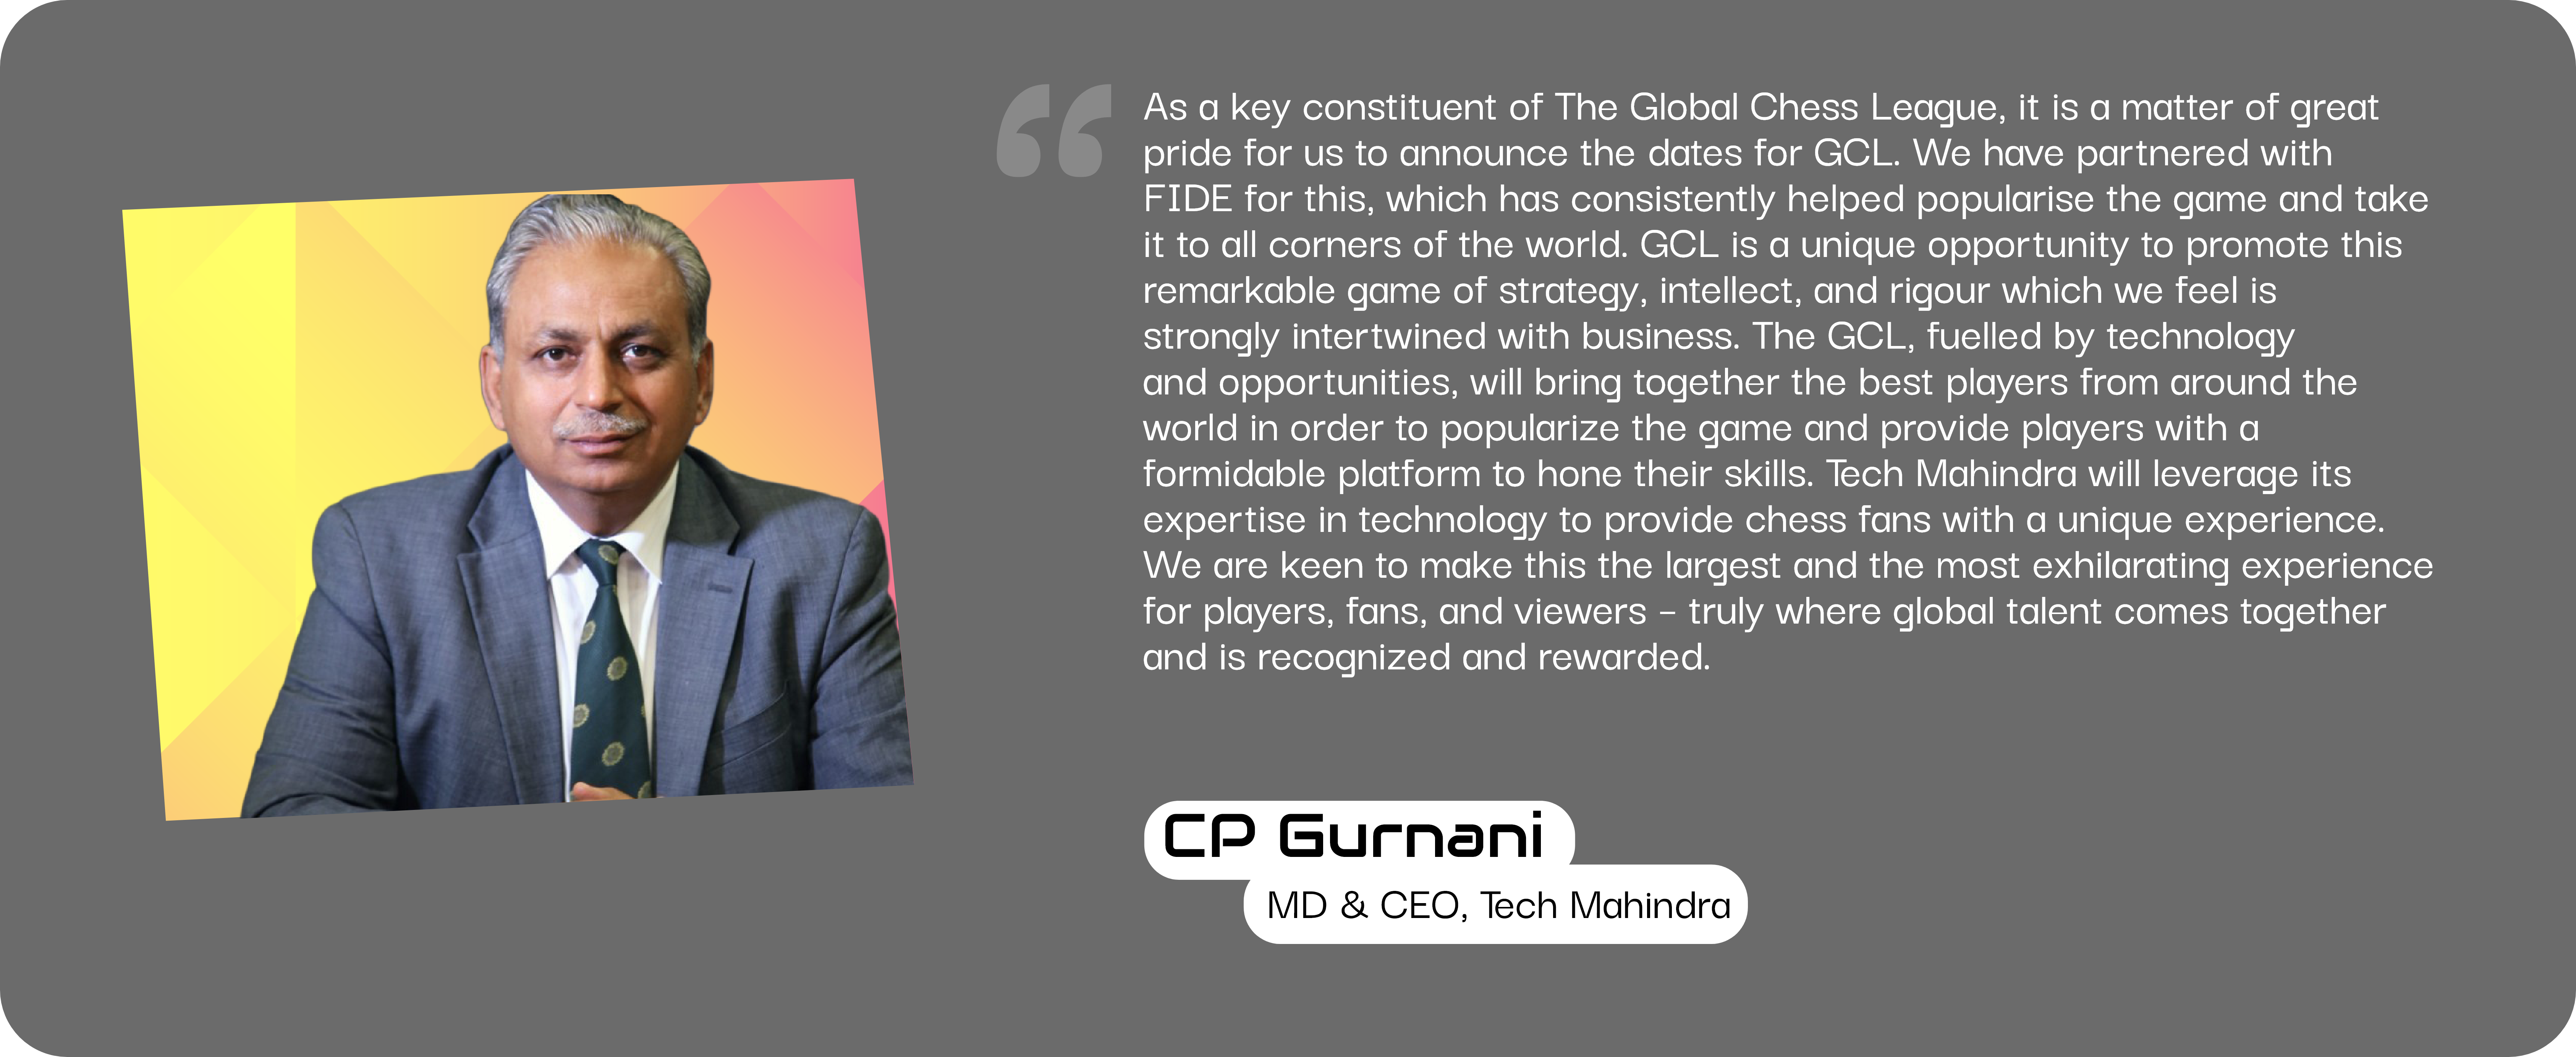 As a key constituent of The Global Chess League, it is a matter of great
pride for us to announce the dates for GCL. We have partnered with
FIDE for this, which has consistently helped popularise the game and take
it to all corners of the world. GCL is a unique opportunity to promote this
remarkable game of strategy, intellect, and rigour which we feel is
strongly intertwined with business. The GCL, fuelled by technology
and opportunities, will bring together the best players from around the
world in order to popularize the game and provide players with a
formidable platform to hone their skills. Tech Mahindra will leverage its
expertise in technology to provide chess fans with a unique experience.
We are keen to make this the largest and the most exhilarating experience
for players, fans, and viewers – truly where global talent comes together
and is recognized and rewarded.
CP Gurnani
MD & CEO, Tech Mahindra